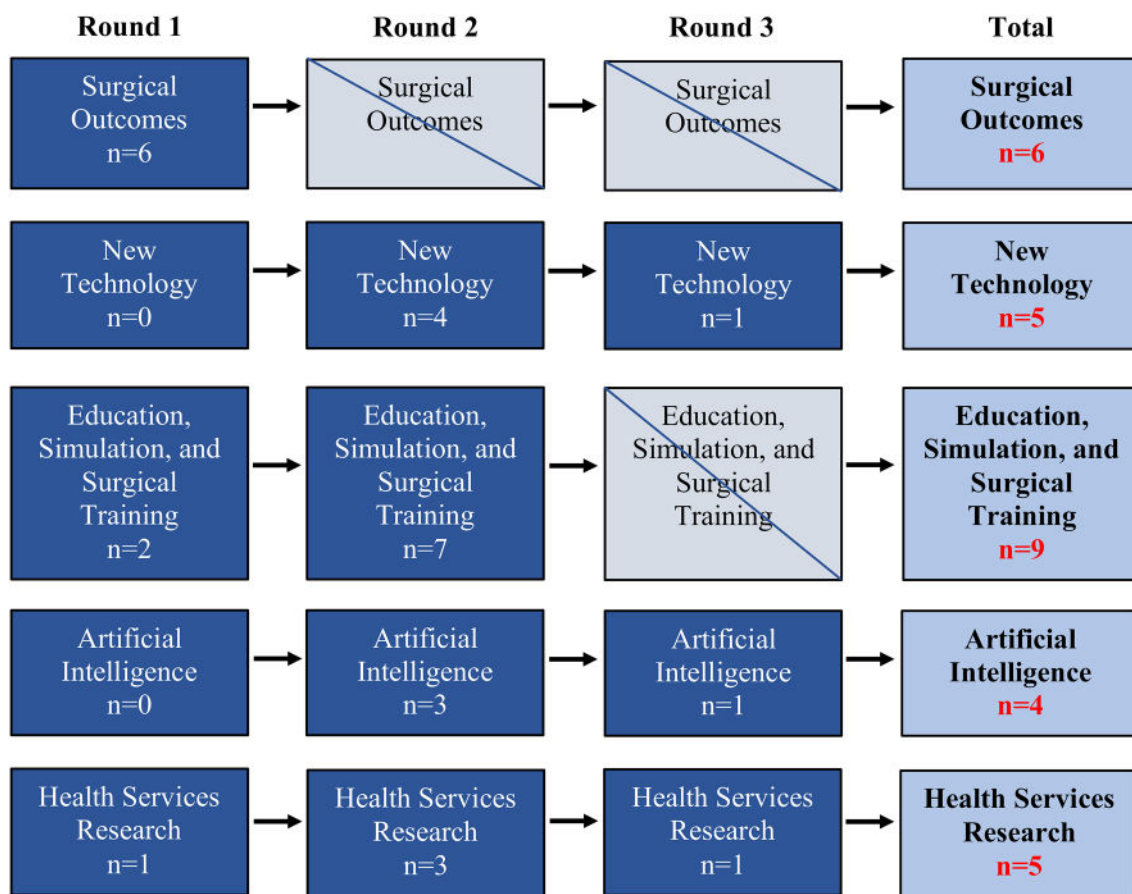 Round 1
Round 2
Round 3
Total
Surgical
Outcomes
n=6
Surgical
Outcomes
Surgical
Outcomes
Surgical
Outcomes
n=6
New
Technology
n=0
New
Technology
n=4
New
Technology
n=1
New
Technology
n=5
Education,
Simulation, and
Surgical
Training
n=2
Education,
Simulation, and
Surgical
Training
n=7
Education,
Simulation, and
Surgical
Training
Education,
Simulation, and
Surgical
Training
n=9
Artificial
Intelligence
n=0
Artificial
Intelligence
n=3
Artificial
Intelligence
n=1
Artificial
Intelligence
n=4
Health Services
Research
n=1
Health Services
Research
n=3
Health Services
Research
n=1
Health Services
Research
n=5